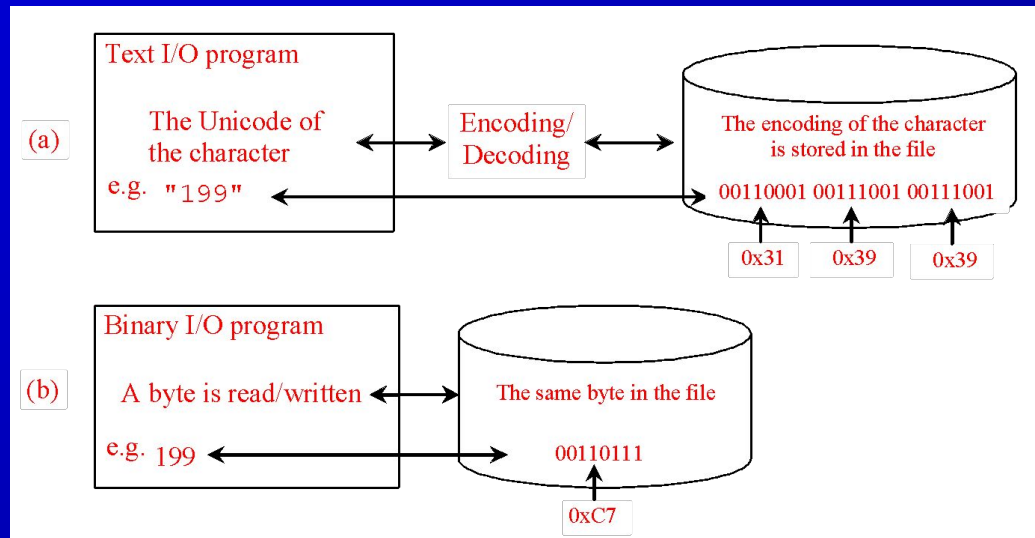 (a)
Text I/O program
The Unicode of
the character
e.g. "199"
Encoding/
Decoding
The encoding of the character
is stored in the file
00110001 00111001 00111001
0x31
0x39
0x39
(b)
Binary I/O program
A byte is read/written
e.g. 199
The same byte in the file
00110111
0xC7